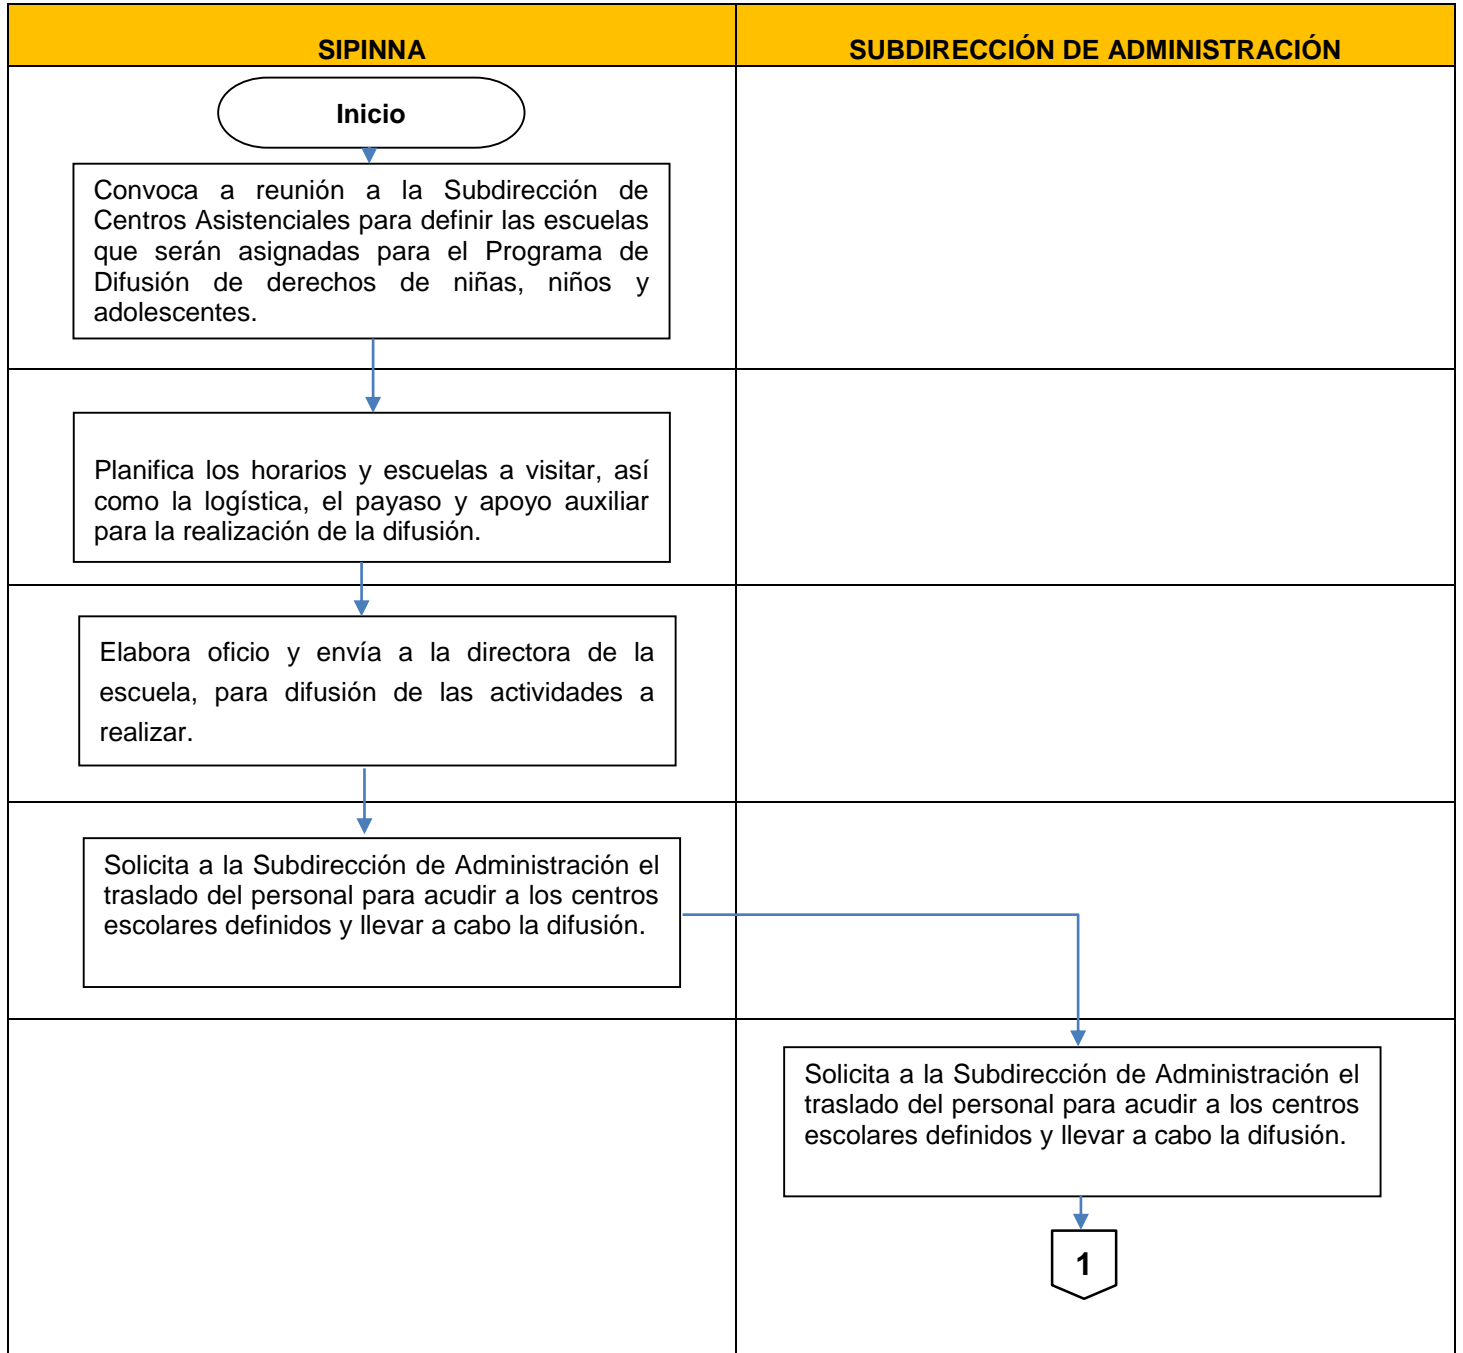 SIPINNA
SUBDIRECCIÓN DE ADMINISTRACIÓN
Inicio
Convoca a reunión a la Subdirección de
Centros Asistenciales para definir las escuelas
que serán asignadas para el Programa de
Difusión de derechos de niñas, niños y
adolescentes.
Planifica los horarios y escuelas a visitar, así
como la logística, el payaso y apoyo auxiliar
para la realización de la difusión.
Elabora oficio y envía a la directora de la
escuela, para difusión de las actividades a
realizar.
Solicita a la Subdirección de Administración el
traslado del personal para acudir a los centros
escolares definidos y llevar a cabo la difusión.
Solicita a la Subdirección de Administración el
traslado del personal para acudir a los centros
escolares definidos y llevar a cabo la difusión.
1